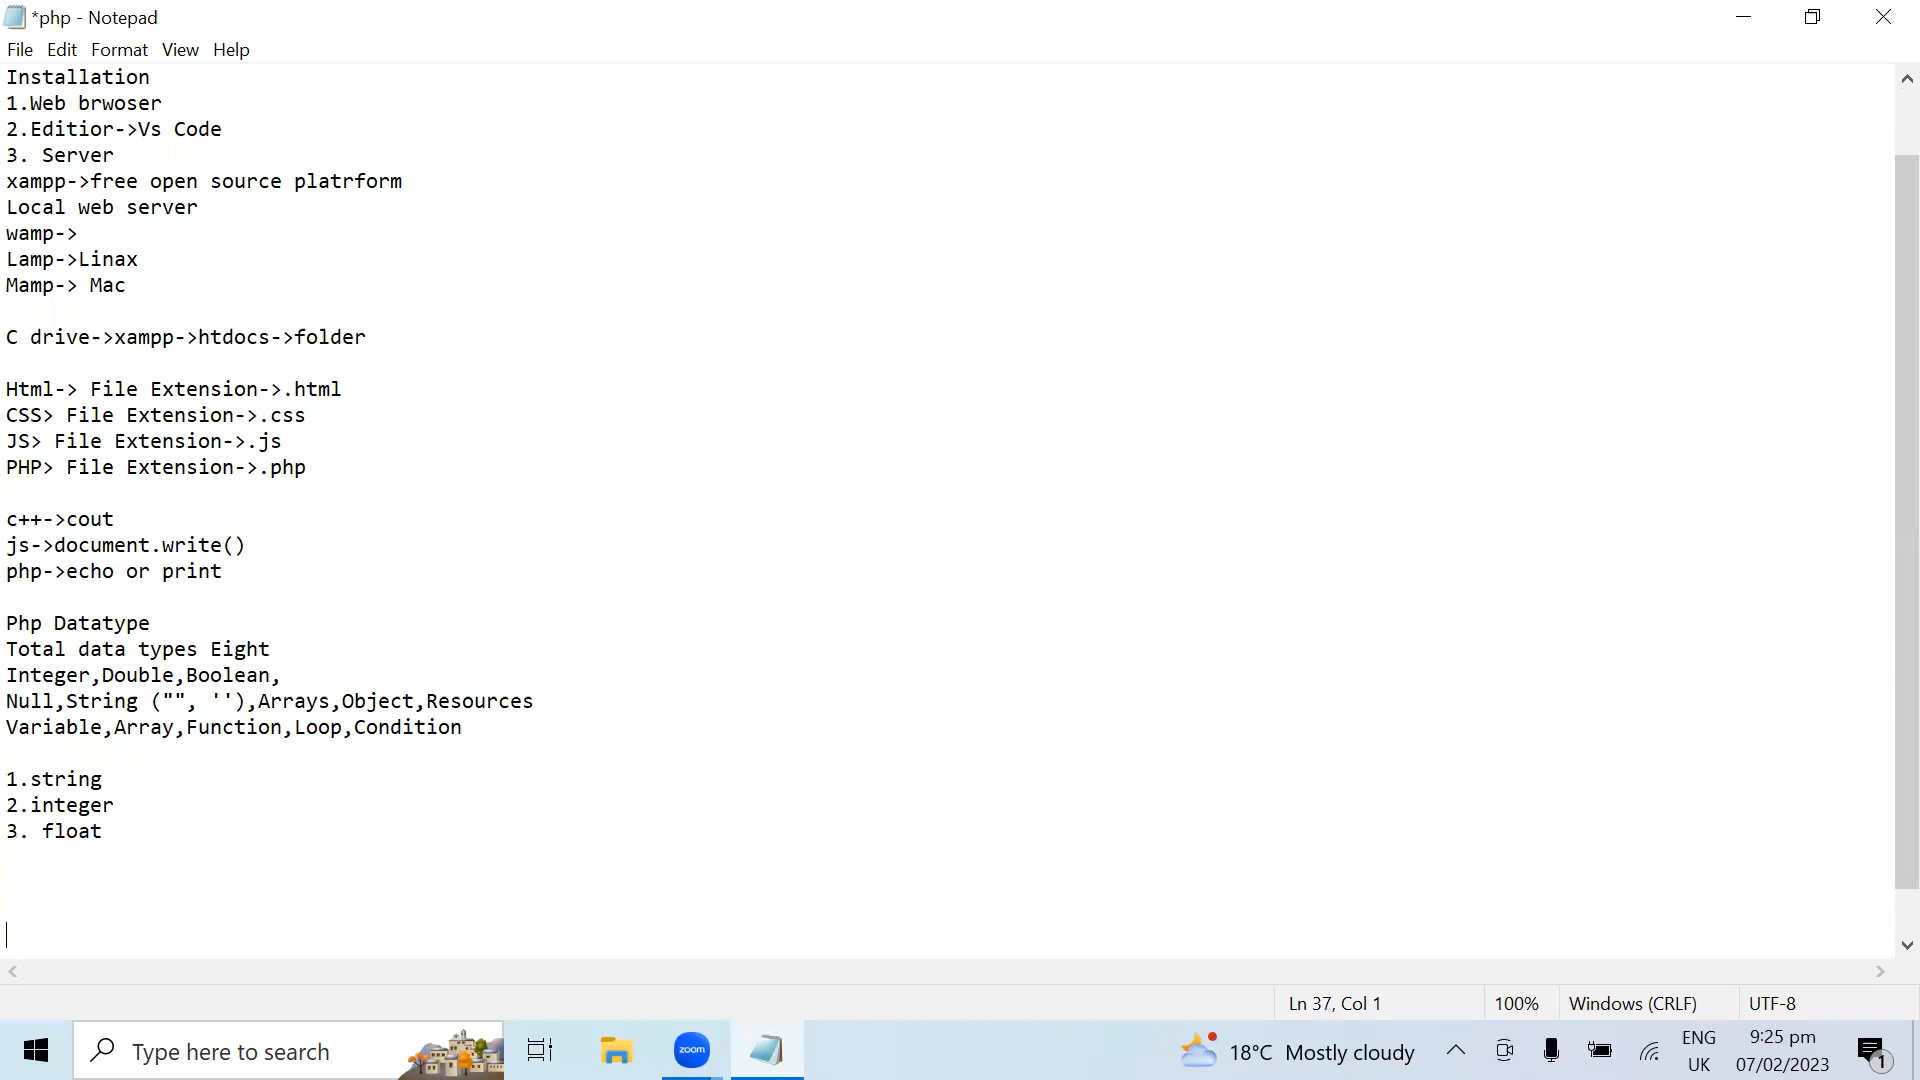 *php - Notepad
File Edit Format View Help
Installation
1.Web brwoser
2.Editior->Vs Code
3. Server
xampp->free open source platrform
Local web server
wamp->
Lamp->Linax
Mamp-> Mac
C drive->xampp->htdocs->folder
Html-> File Extension->.html
CSS> File Extension->.css
JS> File Extension->.js
PHP> File Extension->.php
c++->cout
js->document.write()
php->echo or print
Php Datatype
Total data types Eight
Integer,Double,Boolean,
Null,String ("", ''),Arrays,Object,Resources
Variable,Array,Function,Loop,Condition
1.string
2.integer
3. float
Ln 37, Col 1 100% Windows (CRLF) UTF-8
Type here to search zoom 18°C Mostly cloudy ENG UK 9:25 pm 07/02/2023 1